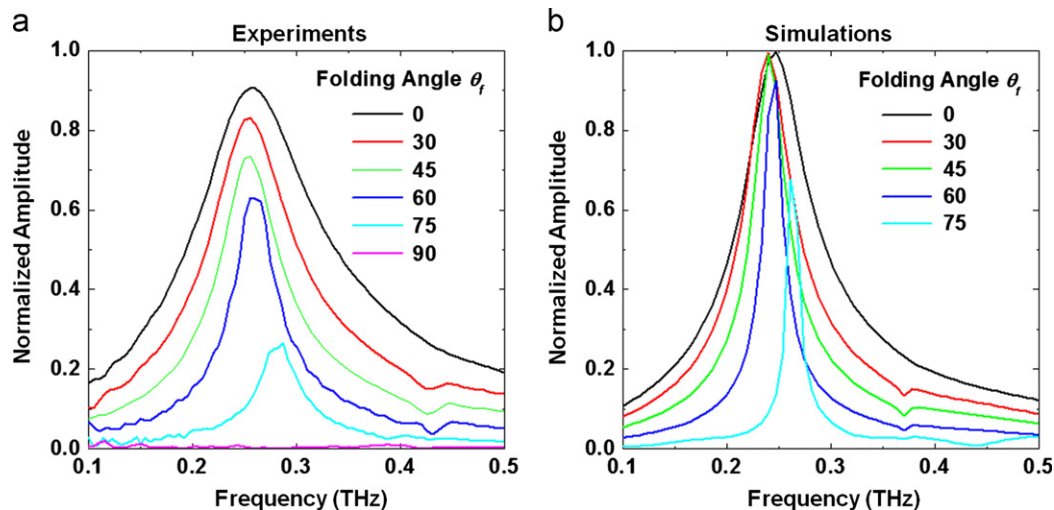 a
Experiments
Normalized Amplitude
1.0
0.8
0.6
0.4
0.2
0.0
Folding Angle θf
0
30
45
60
75
90
0.1 0.2 0.3 0.4 0.5
Frequency (THz)
b
Simulations
Normalized Amplitude
1.0
0.8
0.6
0.4
0.2
0.0
Folding Angle θf
0
30
45
60
75
0.1 0.2 0.3 0.4 0.5
Frequency (THz)